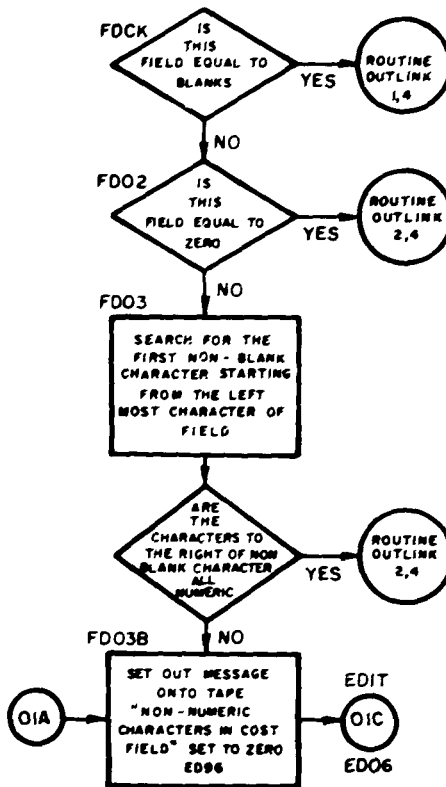 FDCK
IS
THIS
FIELD EQUAL TO
BLANKS
YES
ROUTINE
OUTLINK
1,4
NO
FD02
IS
THIS
FIELD EQUAL TO
ZERO
YES
ROUTINE
OUTLINK
2,4
NO
FD03
SEARCH FOR THE
FIRST NON-BLANK
CHARACTER STARTING
FROM THE LEFT
MOST CHARACTER OF
FIELD
ARE
THE
CHARACTERS TO
THE RIGHT OF NON
BLANK CHARACTER
ALL
NUMERIC
YES
ROUTINE
OUTLINK
2,4
NO
FD03B
01A
SET OUT MESSAGE
ONTO TAPE
"NON-NUMERIC
CHARACTERS IN COST
FIELD" SET TO ZERO
ED96
EDIT
01C
ED06